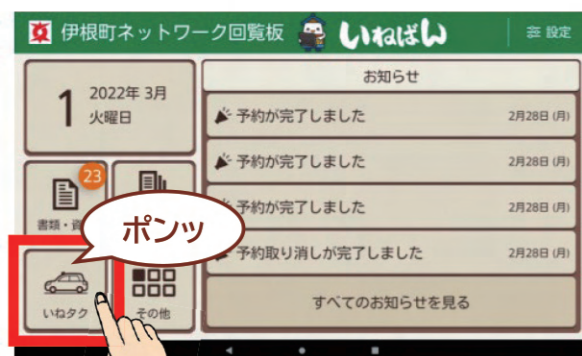 伊根町ネットワーク回覧板 いねばん 設定
1 2022年 3月
火曜日
お知らせ
予約が完了しました 2月28日(月)
予約が完了しました 2月28日(月)
予約が完了しました 2月28日(月)
予約取り消しが完了しました 2月28日(月)
すべてのお知らせを見る
23
書類・資
ポンッ
いねタク
その他